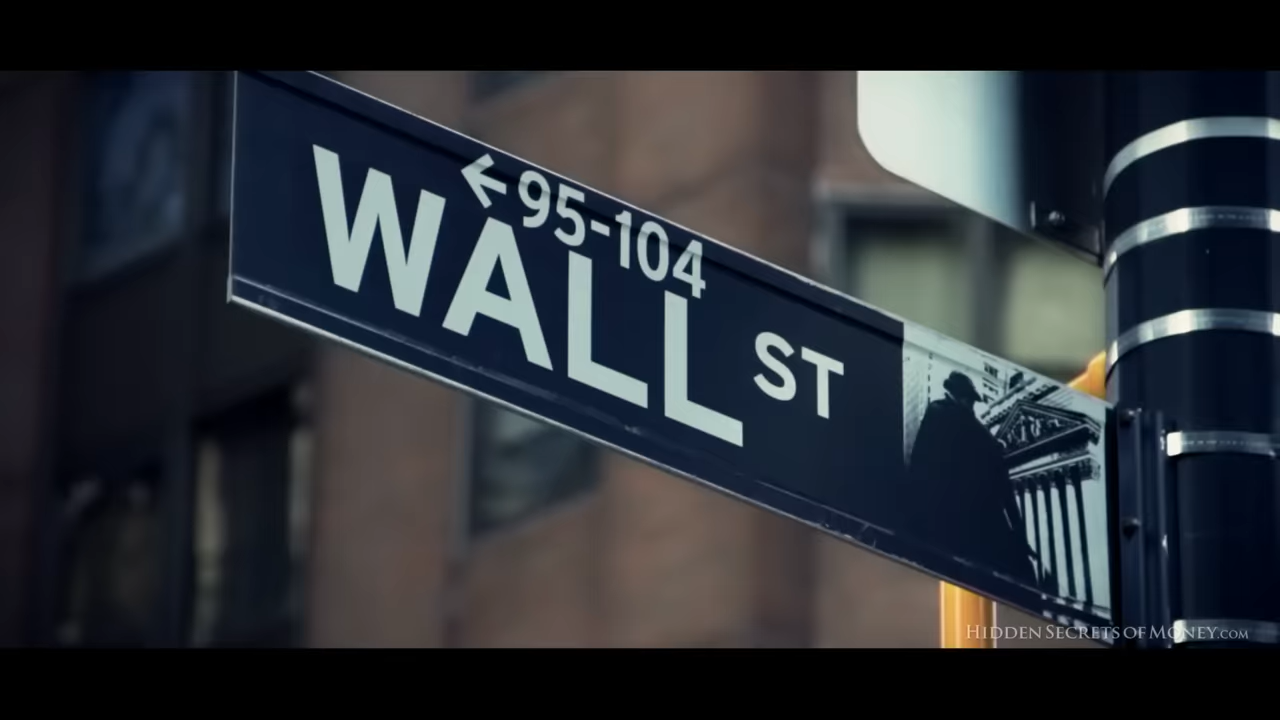 ← 95-104
WALL ST
HIDDEN SECRETS OF MONEY.COM